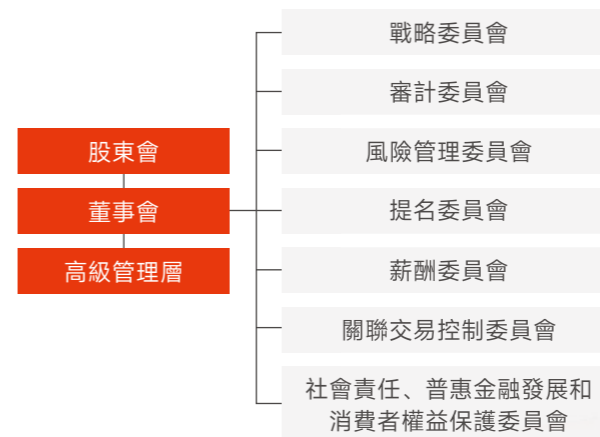 股東會
董事會
高級管理層
戰略委員會
審計委員會
風險管理委員會
提名委員會
薪酬委員會
關聯交易控制委員會
社會責任、普惠金融發展和
消費者權益保護委員會